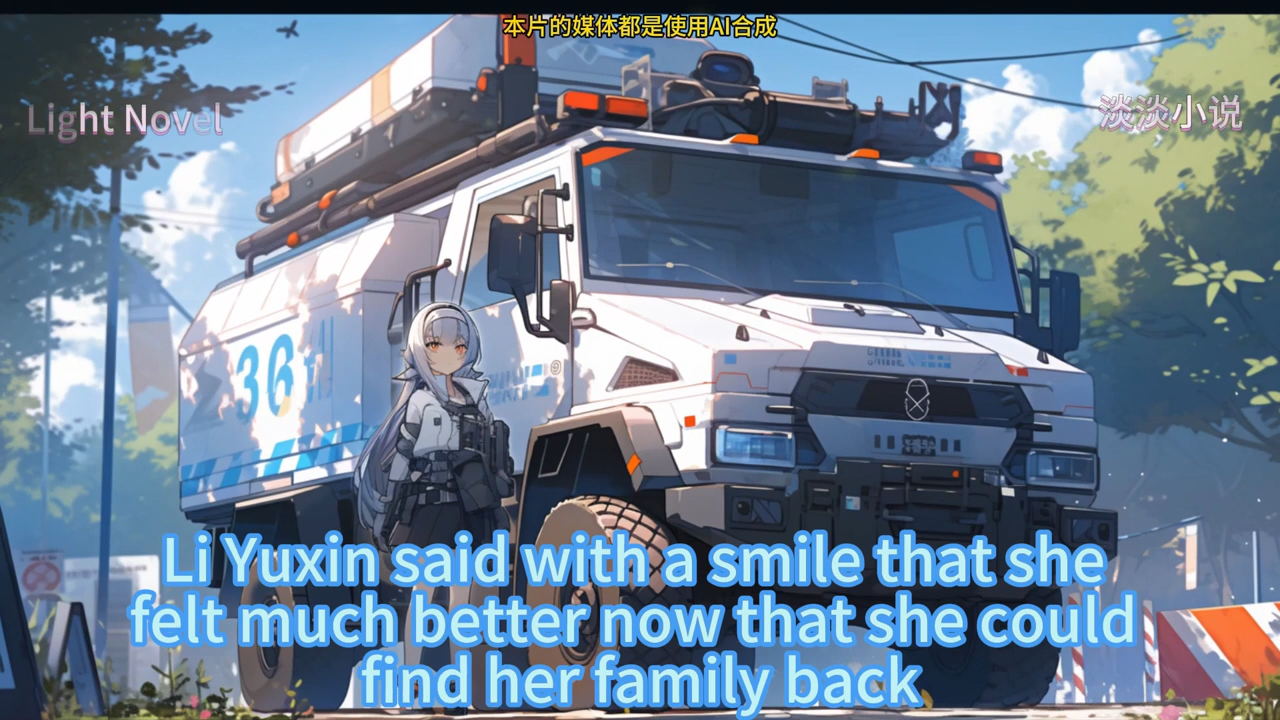 本片的媒体都是使用AI合成
Light Novel
淡淡小说
36
Li Yuxin said with a smile that she
felt much better now that she could
find her family back